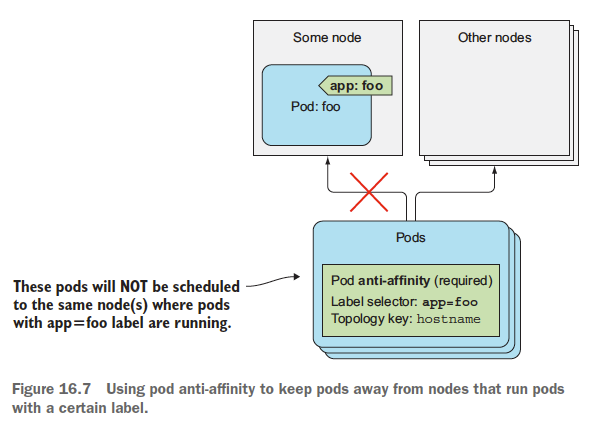 Some node
Other nodes
app: foo
Pod: foo
Pods
Pod anti-affinity (required)
Label selector: app=foo
Topology key: hostname
These pods will NOT be scheduled
to the same node(s) where pods
with app=foo label are running.
Figure 16.7 Using pod anti-affinity to keep pods away from nodes that run pods
with a certain label.